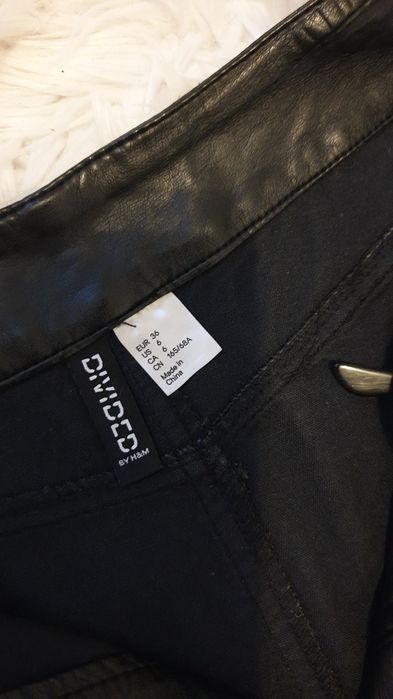 EUR 36
US 6
CA 6
CN 165/68A
Made in
China
DIVIDED
BY H&M